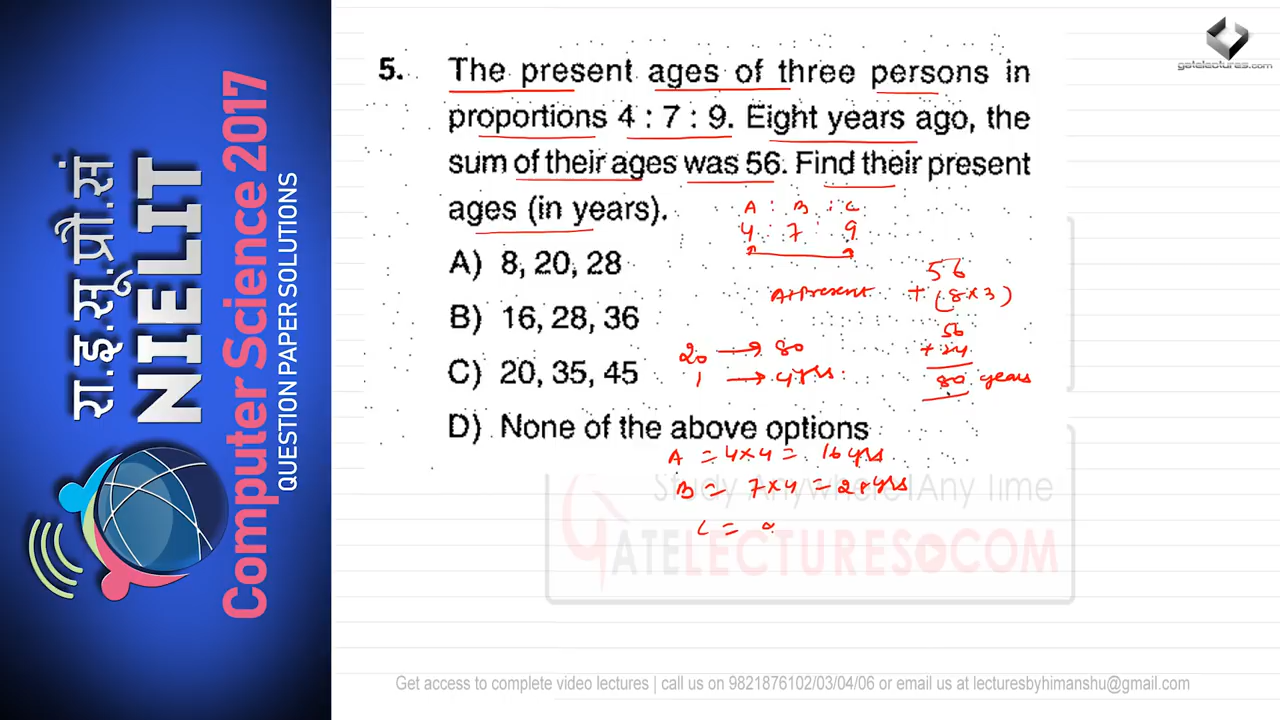 रा.इ.सू.प्रौ.सं
NIELIT
Computer Science 2017
QUESTION PAPER SOLUTIONS
gatelectures.com
5. The present ages of three persons in
proportions 4 : 7 : 9. Eight years ago, the
sum of their ages was 56. Find their present
ages (in years).
A : B : C
4 : 7 : 9
A) 8, 20, 28
56
At present + (8×3)
B) 16, 28, 36
56
20 → 80 + 24
C) 20, 35, 45
1 → 4yrs. 80 years
D) None of the above options
A = 4×4 = 16 yrs
B = 7×4 = 28 yrs
C = 9
Study Anywhere | Any Time
GATELECTURES.COM
Get access to complete video lectures | call us on 9821876102/03/04/06 or email us at lecturesbyhimanshu@gmail.com